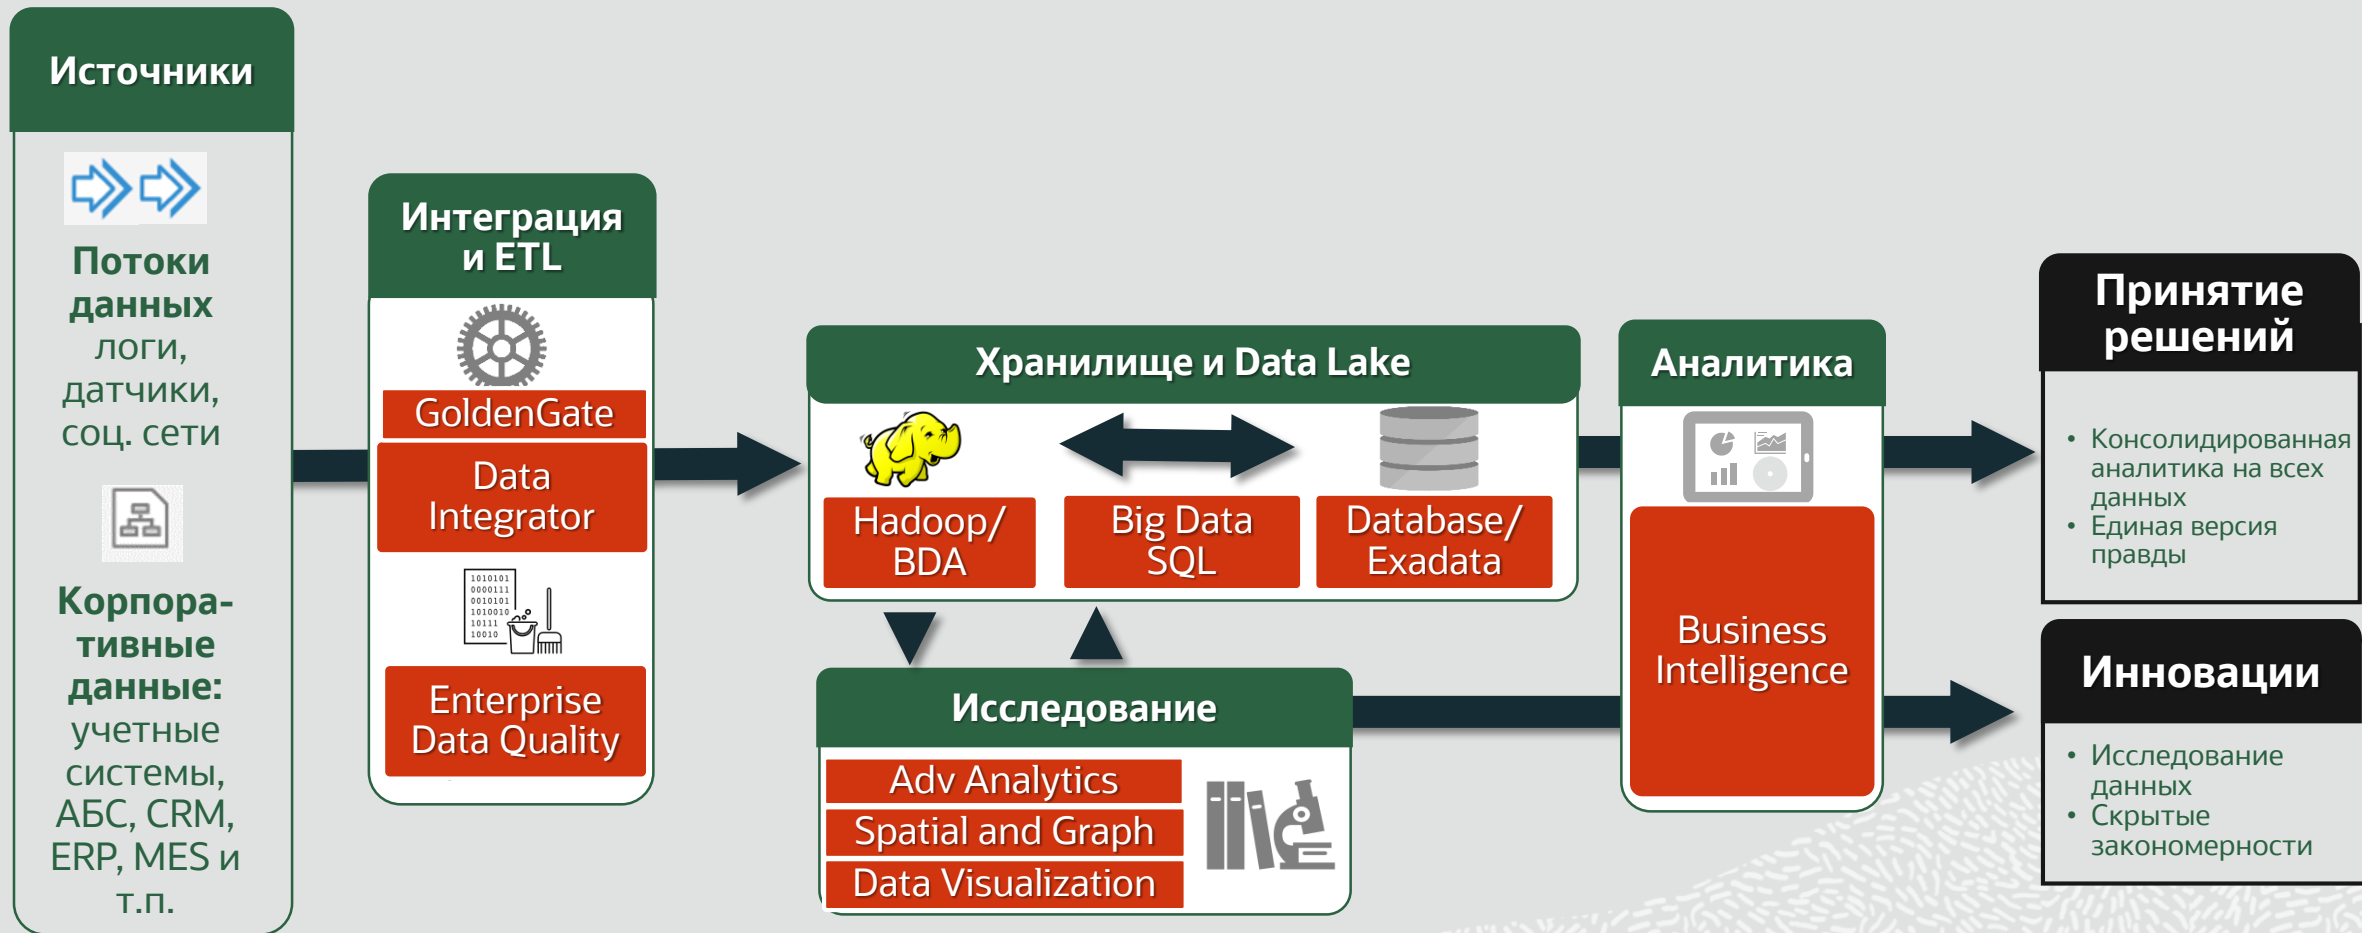 Источники
Потоки
данных
логи,
датчики,
соц. сети
Корпора-
тивные
данные:
учетные
системы,
АБС, CRM,
ERP, MES и
т.п.
Интеграция
и ETL
GoldenGate
Data
Integrator
1010101
0000111
0010101
1010010
10111
10010
Enterprise
Data Quality
Хранилище и Data Lake
Hadoop/
BDA
Big Data
SQL
Database/
Exadata
Исследование
Adv Analytics
Spatial and Graph
Data Visualization
Аналитика
Business
Intelligence
Принятие
решений
• Консолидированная
аналитика на всех
данных
• Единая версия
правды
Инновации
• Исследование
данных
• Скрытые
закономерности